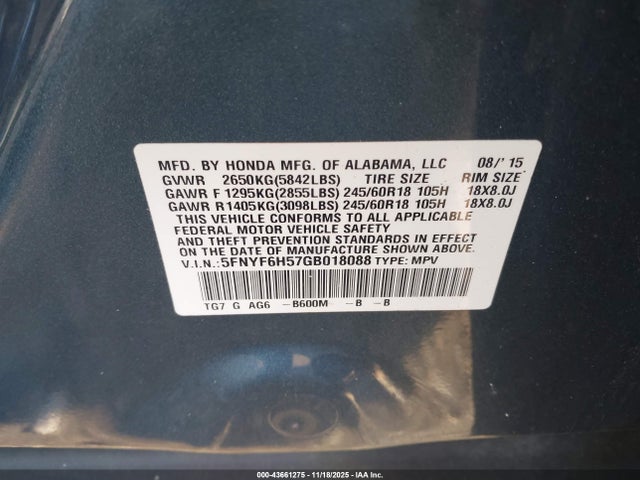 MFD. BY HONDA MFG. OF ALABAMA, LLC 08/'15
GVWR 2650KG(5842LBS) TIRE SIZE RIM SIZE
GAWR F 1295KG(2855LBS) 245/60R18 105H 18X8.0J
GAWR R 1405KG(3098LBS) 245/60R18 105H 18X8.0J
THIS VEHICLE CONFORMS TO ALL APPLICABLE
FEDERAL MOTOR VEHICLE SAFETY
AND THEFT PREVENTION STANDARDS IN EFFECT
ON THE DATE OF MANUFACTURE SHOWN ABOVE.
V.I.N.:5FNYF6H57GB018088 TYPE: MPV
TG7 G AG6 -B600M -B -B
000-43661275 - 11/18/2025 - IAA Inc.